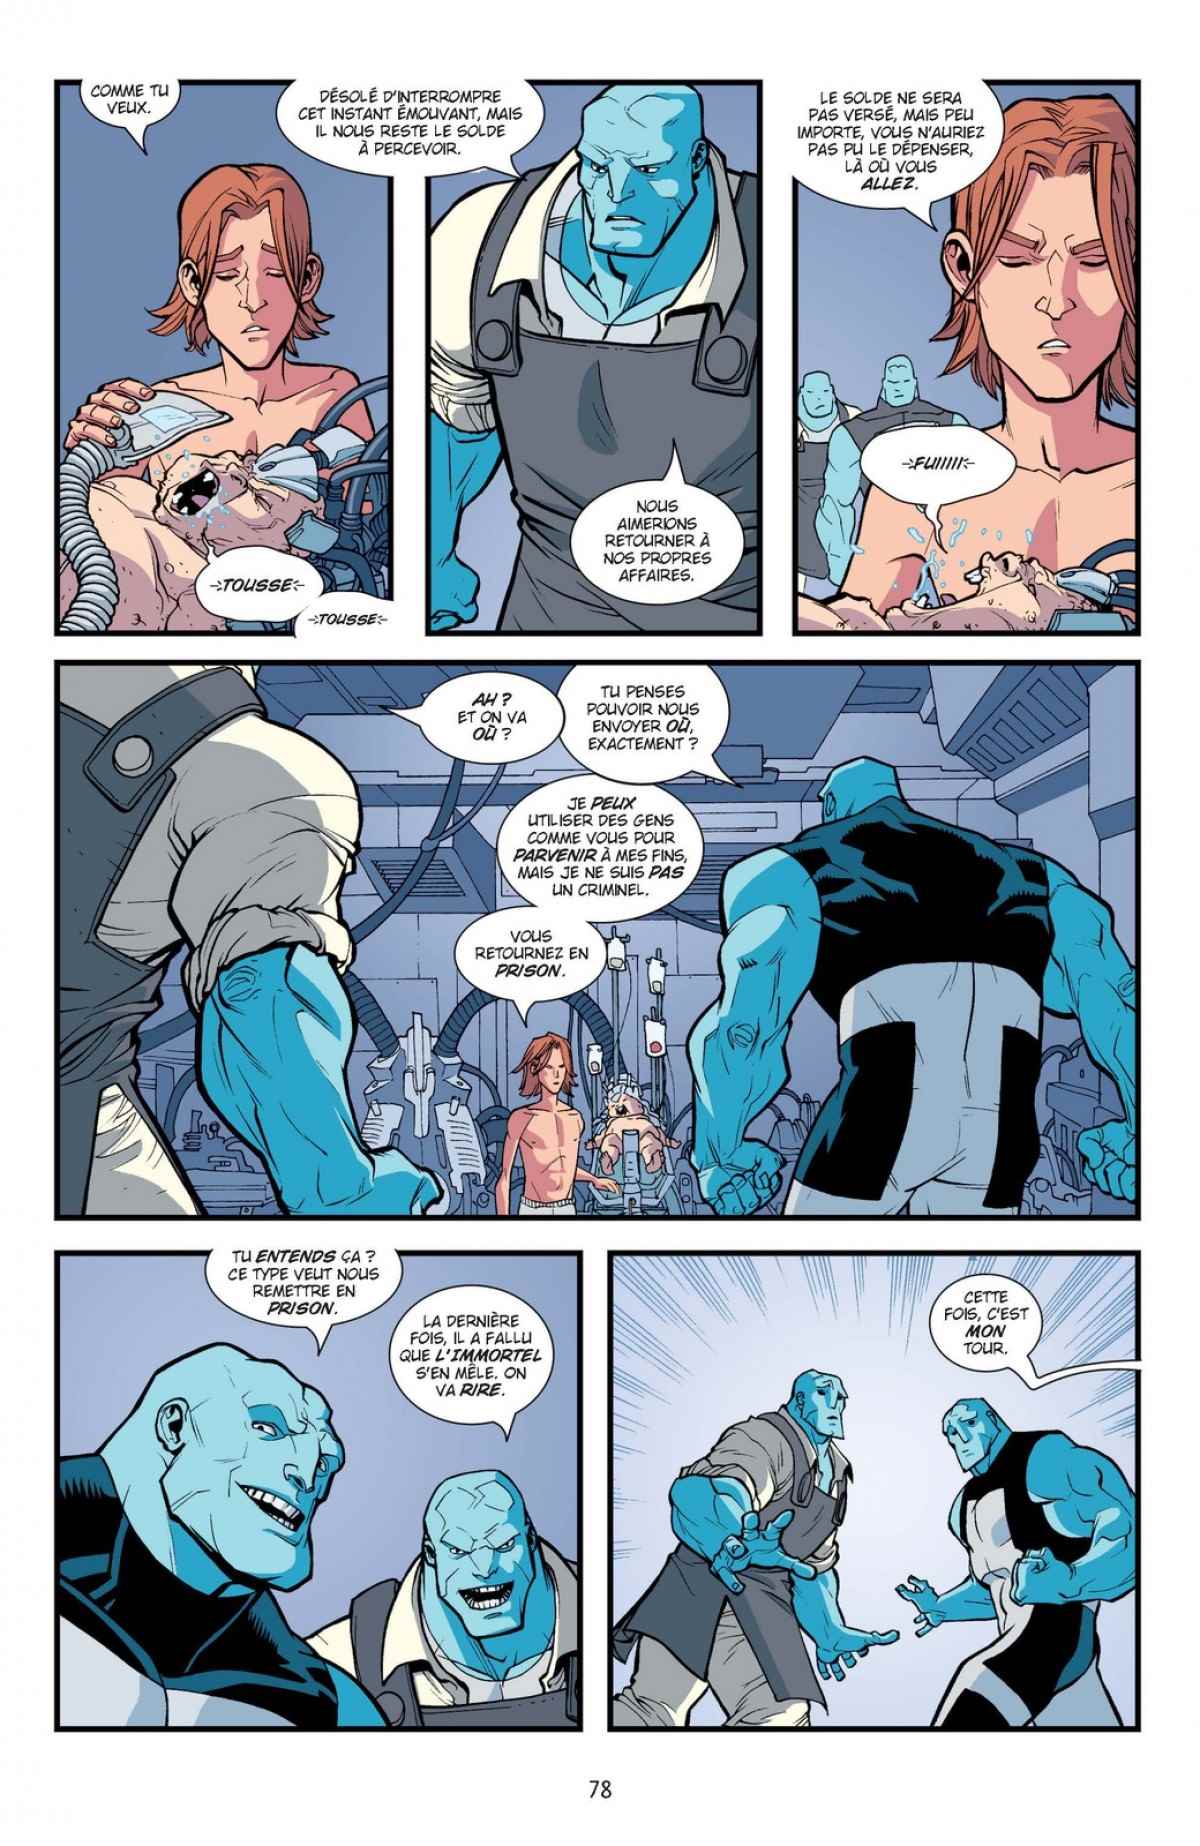 COMME TU
VEUX.
-TOUSSE-
-TOUSSE-
DÉSOLÉ D'INTERROMPRE
CET INSTANT ÉMOUVANT, MAIS
IL NOUS RESTE LE SOLDE
À PERCEVOIR.
NOUS
AIMERIONS
RETOURNER À
NOS PROPRES
AFFAIRES.
LE SOLDE NE SERA
PAS VERSÉ, MAIS PEU
IMPORTE, VOUS N'AURIEZ
PAS PU LE DÉPENSER,
LÀ OÙ VOUS
ALLEZ.
-FUIIIII-
AH ?
ET ON VA
OÙ ?
TU PENSES
POUVOIR NOUS
ENVOYER OÙ,
EXACTEMENT ?
JE PEUX
UTILISER DES GENS
COMME VOUS POUR
PARVENIR À MES FINS,
MAIS JE NE SUIS PAS
UN CRIMINEL.
VOUS
RETOURNEZ EN
PRISON.
TU ENTENDS ÇA ?
CE TYPE VEUT NOUS
REMETTRE EN
PRISON.
LA DERNIÈRE
FOIS, IL A FALLU
QUE L'IMMORTEL
S'EN MÊLE. ON
VA RIRE.
CETTE
FOIS, C'EST
MON
TOUR.
78